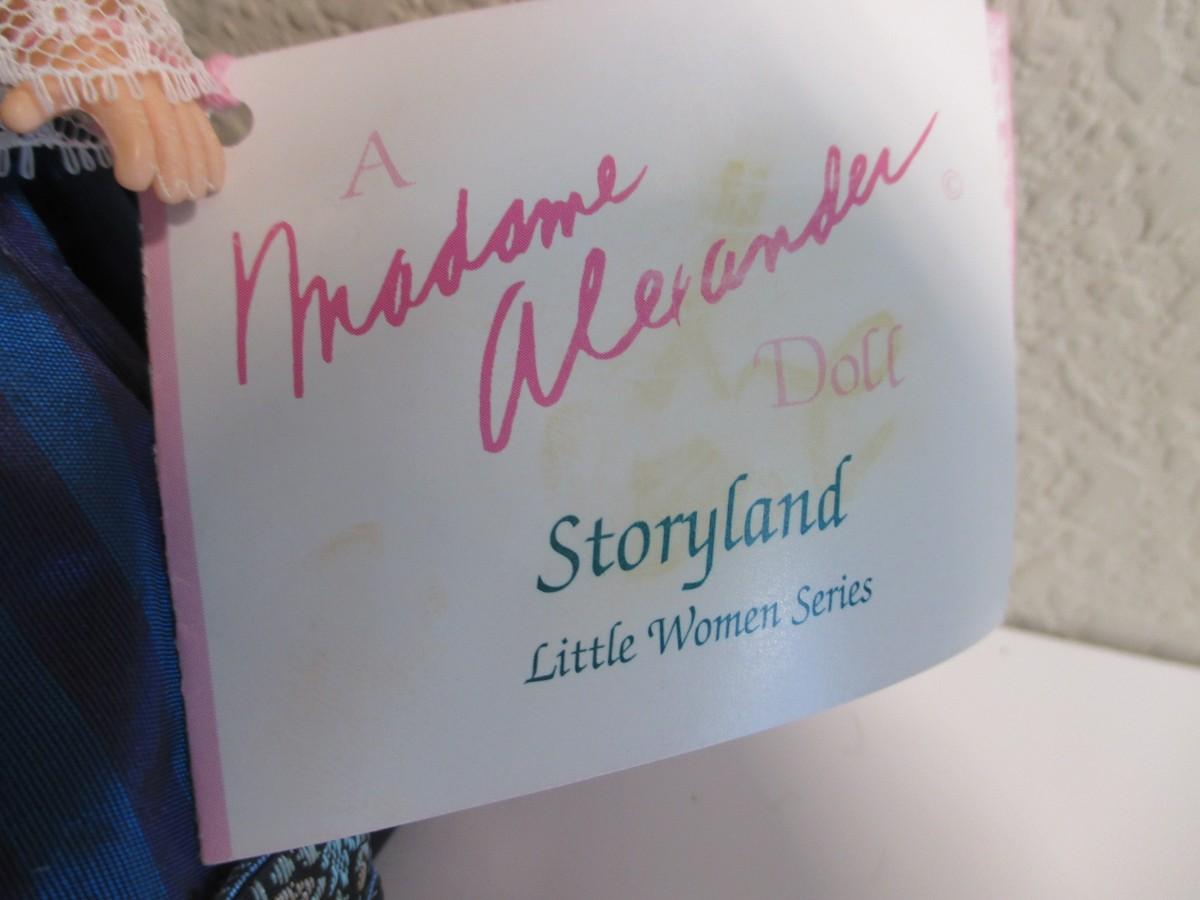 A
Madame
Alexander ©
Doll
Storyland
Little Women Series